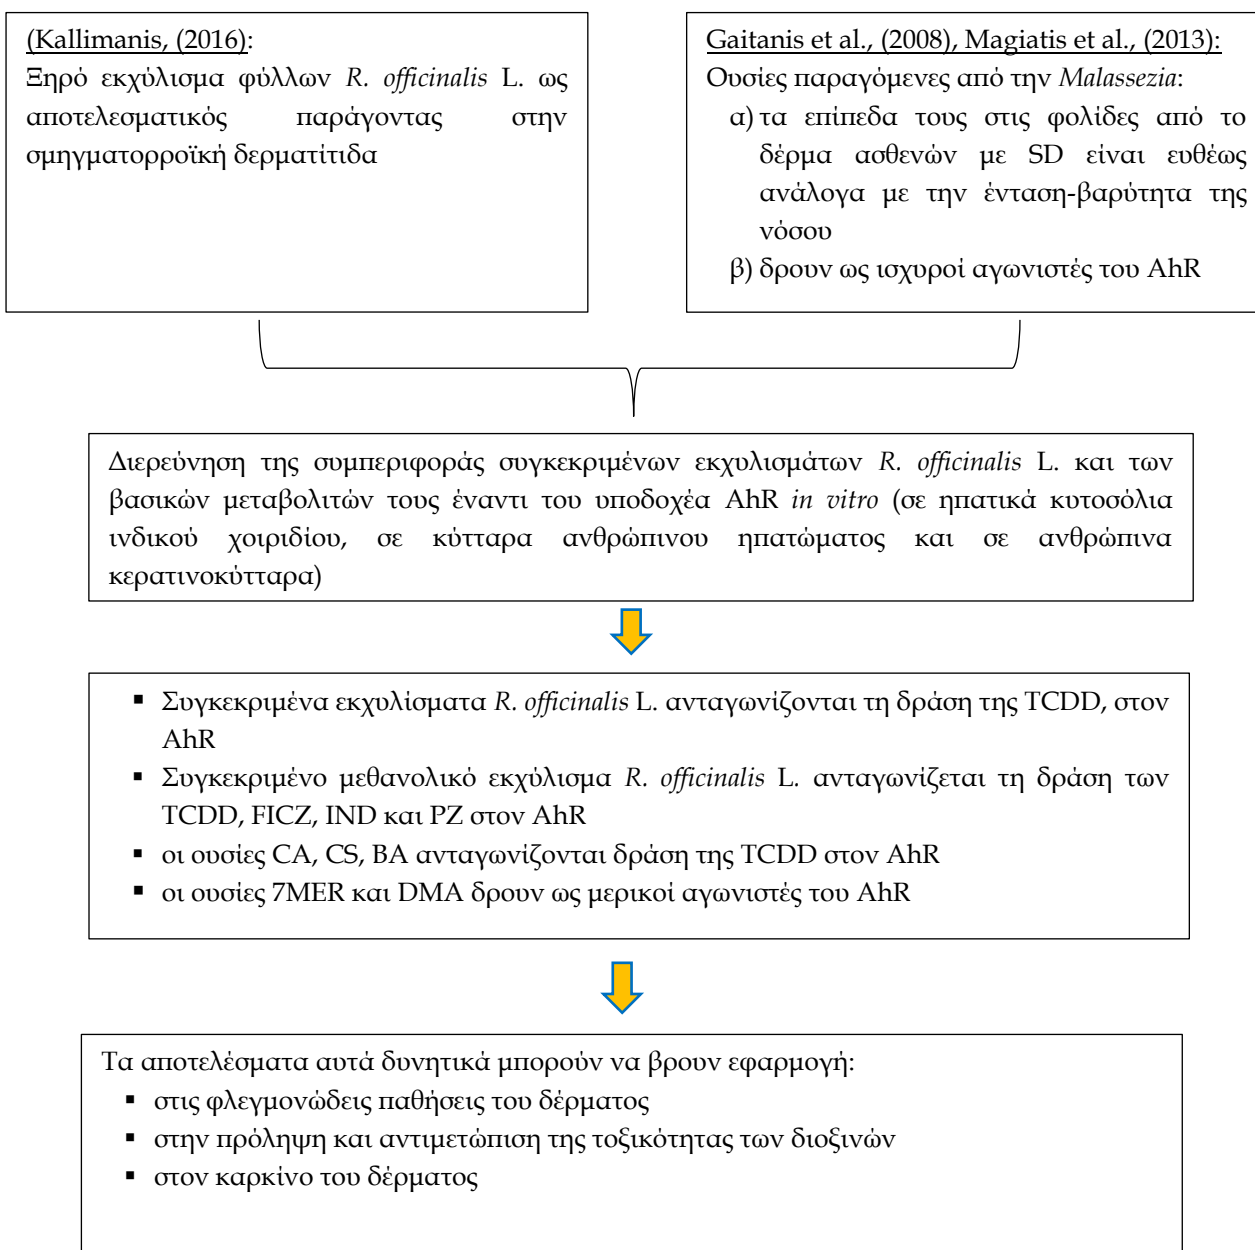 (Kallimanis, (2016):
Ξηρό εκχύλισμα φύλλων R. officinalis L. ως
αποτελεσματικός παράγοντας στην
σμηγματορροϊκή δερματίτιδα
Gaitanis et al., (2008), Magiatis et al., (2013):
Ουσίες παραγόμενες από την Malassezia:
α) τα επίπεδα τους στις φολίδες από το
δέρμα ασθενών με SD είναι ευθέως
ανάλογα με την ένταση-βαρύτητα της
νόσου
β) δρουν ως ισχυροί αγωνιστές του AhR
Διερεύνηση της συμπεριφοράς συγκεκριμένων εκχυλισμάτων R. officinalis L. και των
βασικών μεταβολιτών τους έναντι του υποδοχέα AhR in vitro (σε ηπατικά κυτοσόλια
ινδικού χοιριδίου, σε κύτταρα ανθρώπινου ηπατώματος και σε ανθρώπινα
κερατινοκύτταρα)
▪ Συγκεκριμένα εκχυλίσματα R. officinalis L. ανταγωνίζονται τη δράση της TCDD, στον
AhR
▪ Συγκεκριμένο μεθανολικό εκχύλισμα R. officinalis L. ανταγωνίζεται τη δράση των
TCDD, FICZ, IND και PZ στον AhR
▪ οι ουσίες CA, CS, BA ανταγωνίζονται δράση της TCDD στον AhR
▪ οι ουσίες 7MER και DMA δρουν ως μερικοί αγωνιστές του AhR
Τα αποτελέσματα αυτά δυνητικά μπορούν να βρουν εφαρμογή:
▪ στις φλεγμονώδεις παθήσεις του δέρματος
▪ στην πρόληψη και αντιμετώπιση της τοξικότητας των διοξινών
▪ στον καρκίνο του δέρματος